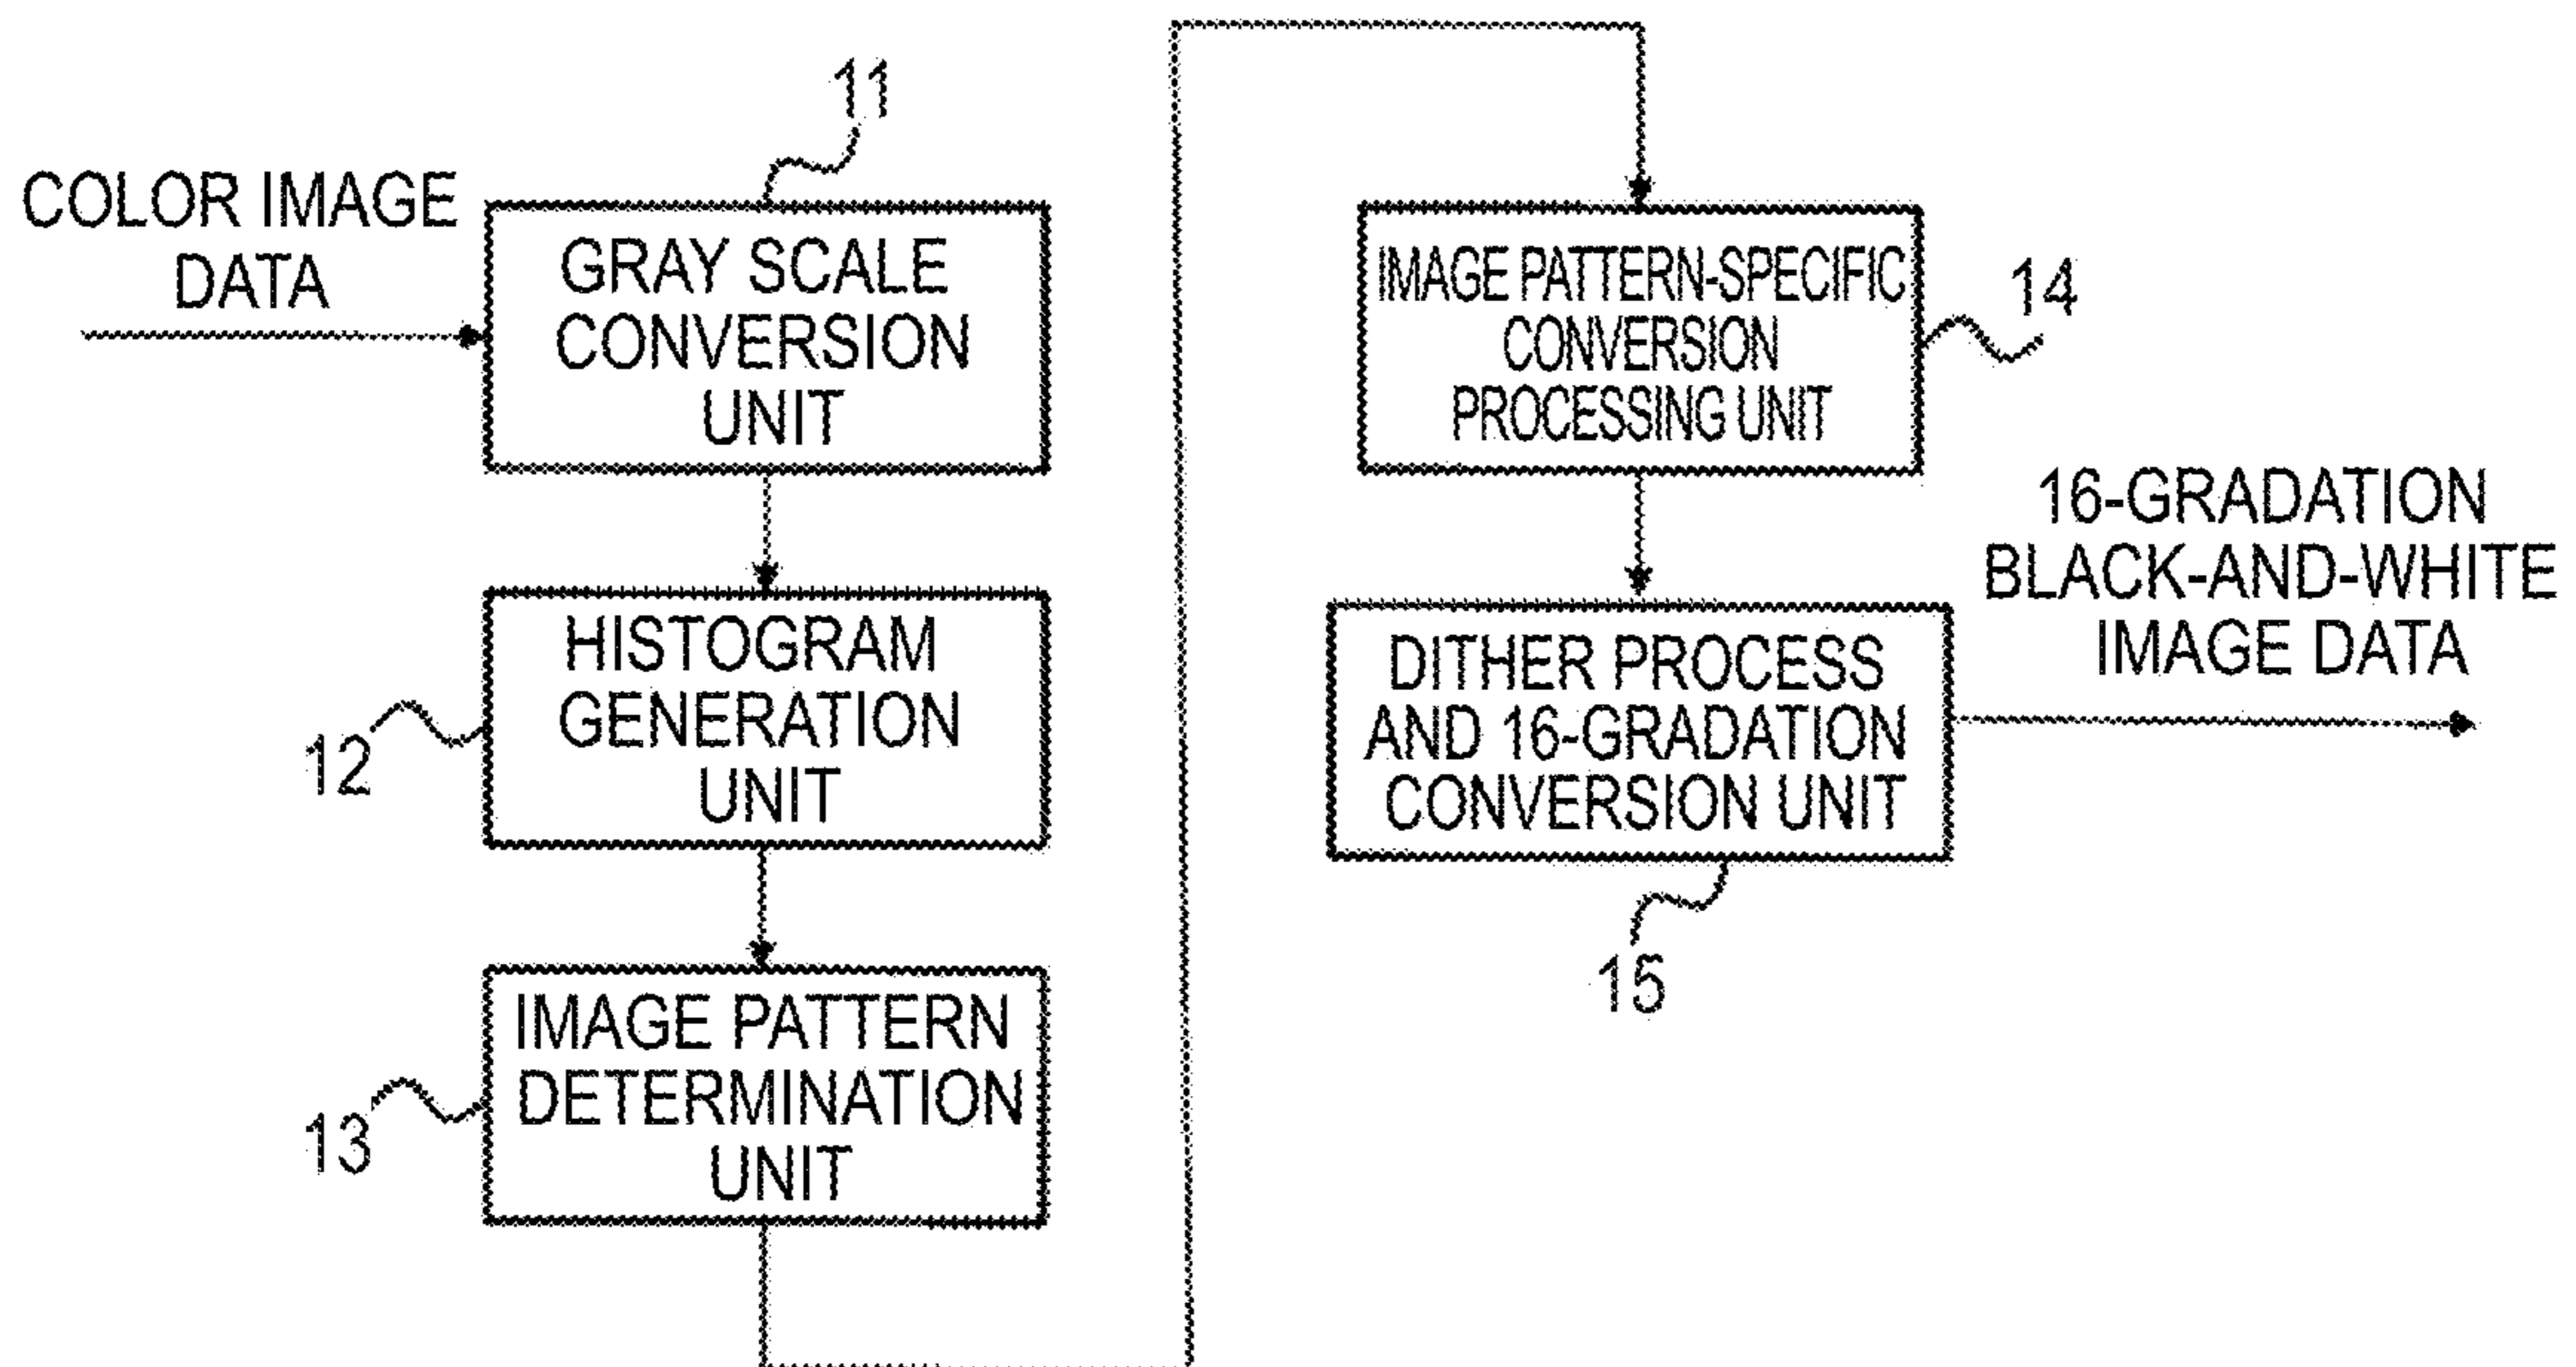 COLOR IMAGE
DATA
11
GRAY SCALE
CONVERSION
UNIT
12
HISTOGRAM
GENERATION
UNIT
13
IMAGE PATTERN
DETERMINATION
UNIT
14
IMAGE PATTERN-SPECIFIC
CONVERSION
PROCESSING UNIT
DITHER PROCESS
AND 16-GRADATION
CONVERSION UNIT
15
16-GRADATION
BLACK-AND-WHITE
IMAGE DATA